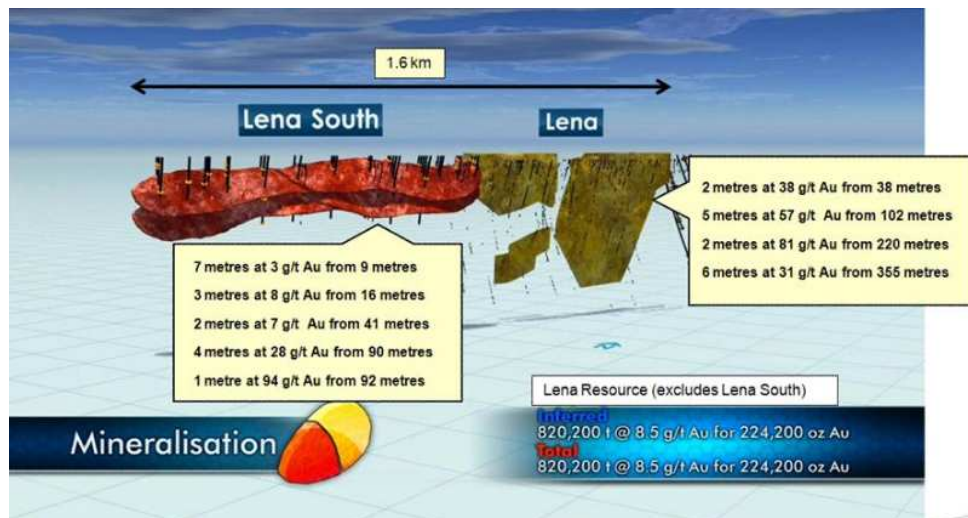 1.6 km
Lena South
Lena
2 metres at 38 g/t Au from 38 metres
5 metres at 57 g/t Au from 102 metres
2 metres at 81 g/t Au from 220 metres
6 metres at 31 g/t Au from 355 metres
7 metres at 3 g/t Au from 9 metres
3 metres at 8 g/t Au from 16 metres
2 metres at 7 g/t Au from 41 metres
4 metres at 28 g/t Au from 90 metres
1 metre at 94 g/t Au from 92 metres
Lena Resource (excludes Lena South)
Inferred
820,200 t @ 8.5 g/t Au for 224,200 oz Au
Total
820,200 t @ 8.5 g/t Au for 224,200 oz Au
Mineralisation